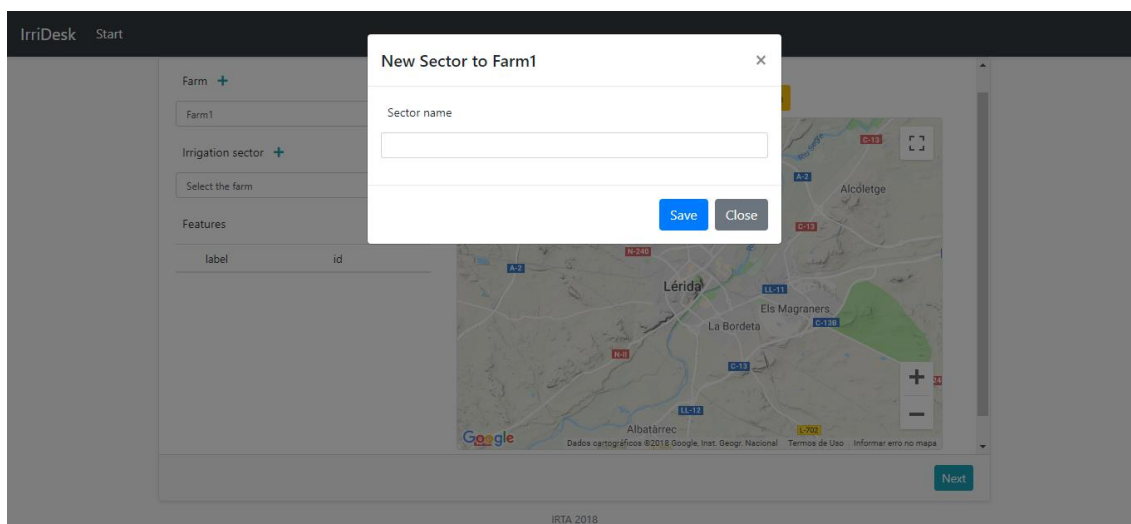 IrriDesk Start
New Sector to Farm1 ×
Farm +
Farm1
Sector name
Irrigation sector +
Select the farm
Save Close
Features
label id
C-13
Rio Segre
A-2
Alcoletge
C-13
N-240
A-2
Lérida
LL-11
Els Magraners
La Bordeta
C-13B
N-II
C-13
LL-12
Albatàrrec
L-702
Google
Dados cartográficos ©2018 Google, Inst. Geogr. Nacional Termos de Uso Informar erro no mapa
Next
IRTA 2018